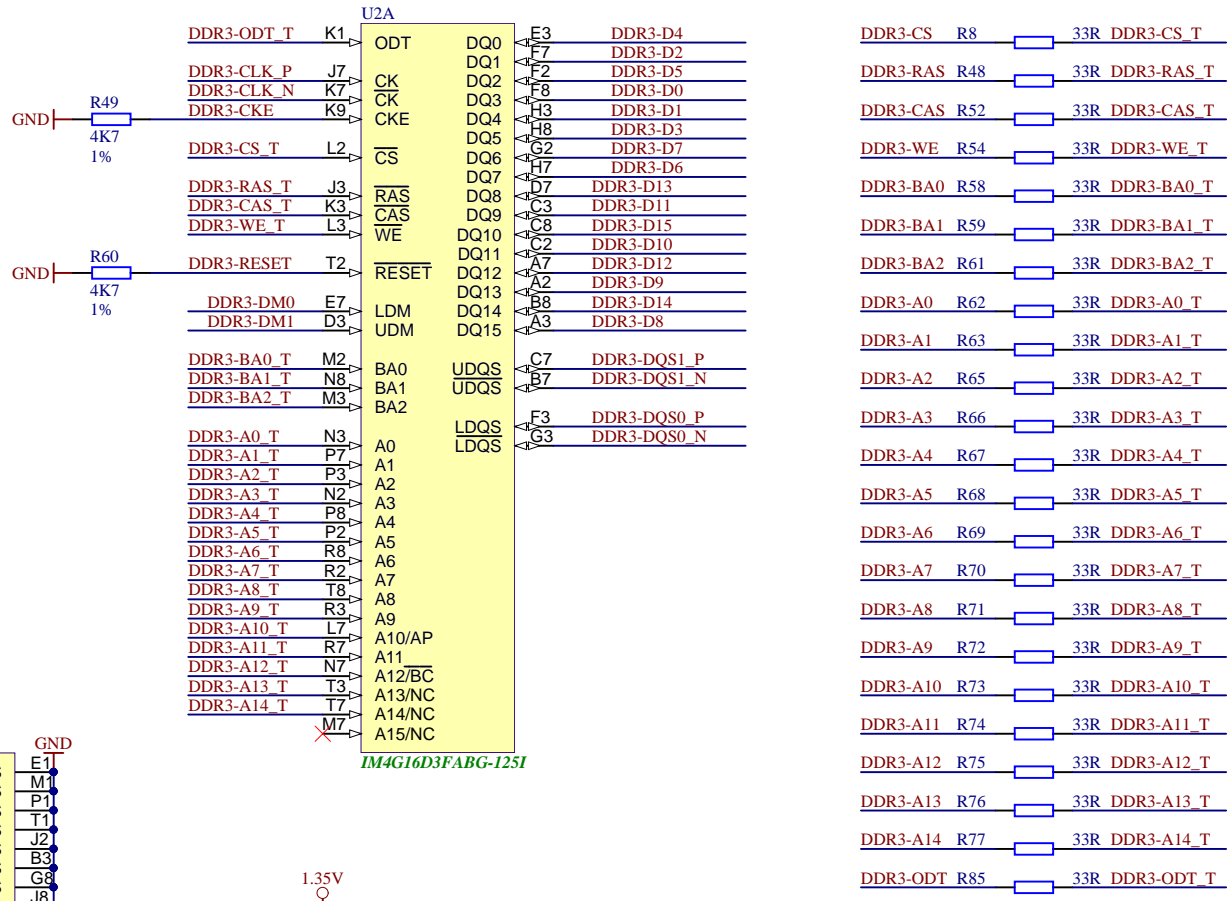 U2A
DDR3-ODT_T K1 ODT DQ0 E3 DDR3-D4
DQ1 F7 DDR3-D2
DDR3-CLK_P J7 CK DQ2 F2 DDR3-D5
DDR3-CLK_N K7 CK DQ3 F8 DDR3-D0
GND R49 4K7 1% DDR3-CKE K9 CKE DQ4 H3 DDR3-D1
DQ5 H8 DDR3-D3
DDR3-CS_T L2 CS DQ6 G2 DDR3-D7
DQ7 H7 DDR3-D6
DDR3-RAS_T J3 RAS DQ8 D7 DDR3-D13
DDR3-CAS_T K3 CAS DQ9 C3 DDR3-D11
DDR3-WE_T L3 WE DQ10 C8 DDR3-D15
DQ11 C2 DDR3-D10
GND R60 4K7 1% DDR3-RESET T2 RESET DQ12 A7 DDR3-D12
DQ13 A2 DDR3-D9
DDR3-DM0 E7 LDM DQ14 B8 DDR3-D14
DDR3-DM1 D3 UDM DQ15 A3 DDR3-D8
DDR3-BA0_T M2 BA0 UDQS C7 DDR3-DQS1_P
DDR3-BA1_T N8 BA1 UDQS B7 DDR3-DQS1_N
DDR3-BA2_T M3 BA2
LDQS F3 DDR3-DQS0_P
DDR3-A0_T N3 A0 LDQS G3 DDR3-DQS0_N
DDR3-A1_T P7 A1
DDR3-A2_T P3 A2
DDR3-A3_T N2 A3
DDR3-A4_T P8 A4
DDR3-A5_T P2 A5
DDR3-A6_T R8 A6
DDR3-A7_T R2 A7
DDR3-A8_T T8 A8
DDR3-A9_T R3 A9
DDR3-A10_T L7 A10/AP
DDR3-A11_T R7 A11
DDR3-A12_T N7 A12/BC
DDR3-A13_T T3 A13/NC
DDR3-A14_T T7 A14/NC
M7 A15/NC
IM4G16D3FABG-125I
GND
E1
M1
P1
T1
J2
B3
G8
J8
1.35V
DDR3-CS R8 33R DDR3-CS_T
DDR3-RAS R48 33R DDR3-RAS_T
DDR3-CAS R52 33R DDR3-CAS_T
DDR3-WE R54 33R DDR3-WE_T
DDR3-BA0 R58 33R DDR3-BA0_T
DDR3-BA1 R59 33R DDR3-BA1_T
DDR3-BA2 R61 33R DDR3-BA2_T
DDR3-A0 R62 33R DDR3-A0_T
DDR3-A1 R63 33R DDR3-A1_T
DDR3-A2 R65 33R DDR3-A2_T
DDR3-A3 R66 33R DDR3-A3_T
DDR3-A4 R67 33R DDR3-A4_T
DDR3-A5 R68 33R DDR3-A5_T
DDR3-A6 R69 33R DDR3-A6_T
DDR3-A7 R70 33R DDR3-A7_T
DDR3-A8 R71 33R DDR3-A8_T
DDR3-A9 R72 33R DDR3-A9_T
DDR3-A10 R73 33R DDR3-A10_T
DDR3-A11 R74 33R DDR3-A11_T
DDR3-A12 R75 33R DDR3-A12_T
DDR3-A13 R76 33R DDR3-A13_T
DDR3-A14 R77 33R DDR3-A14_T
DDR3-ODT R85 33R DDR3-ODT_T